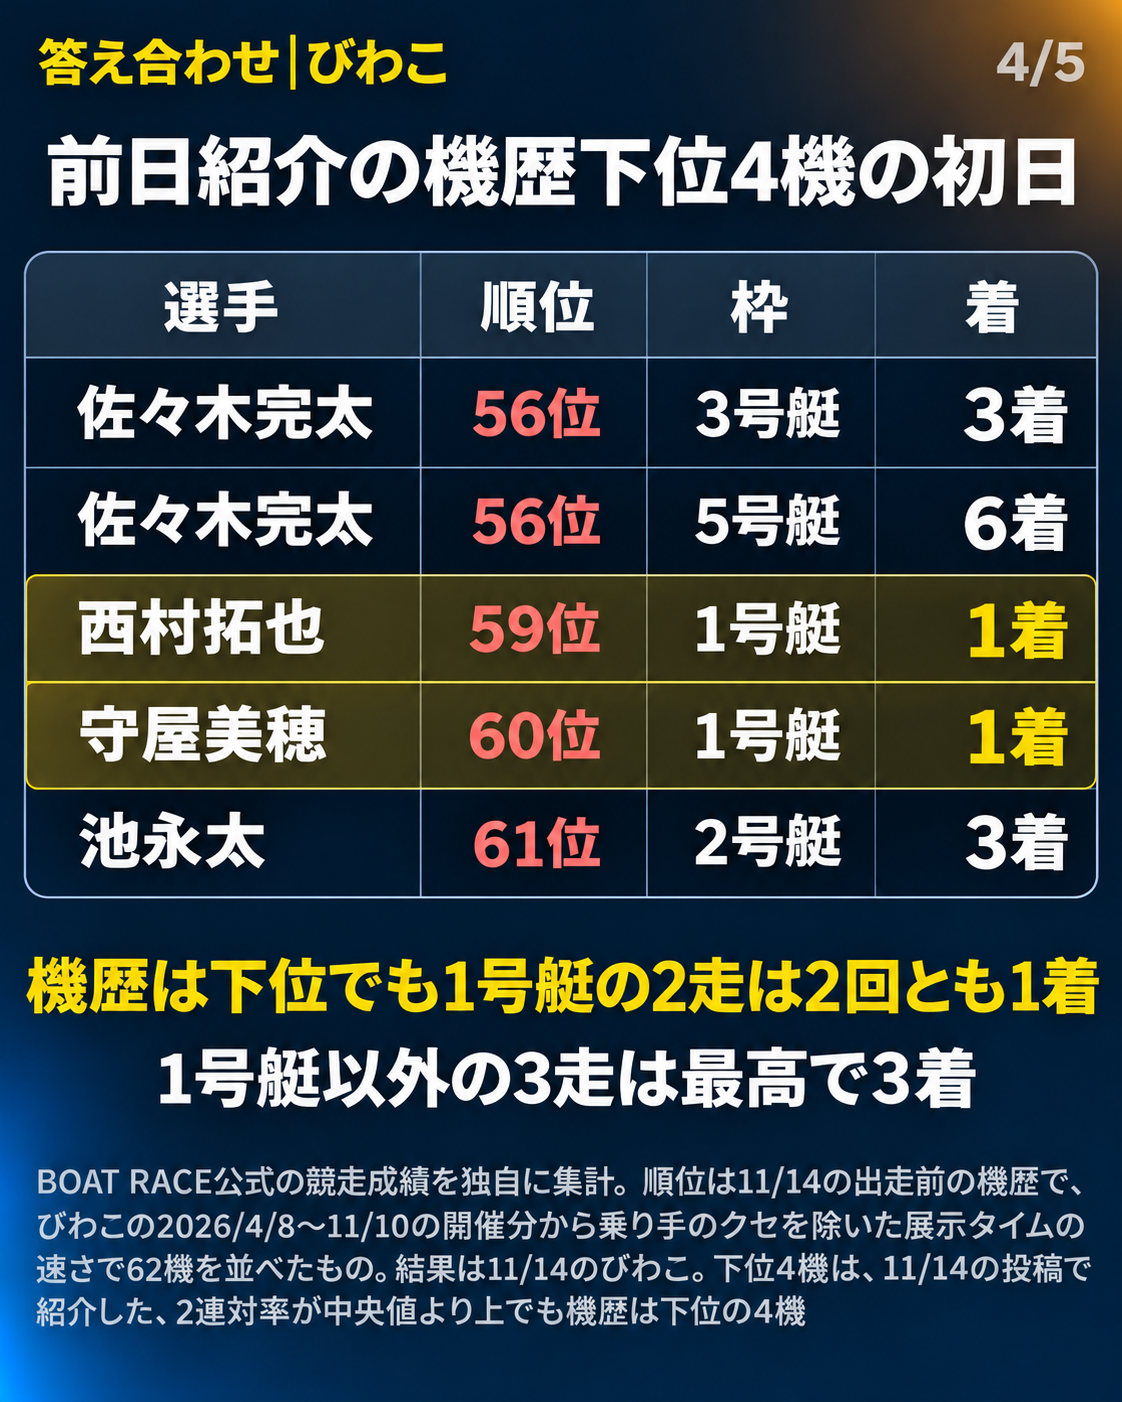 答え合わせ|びわこ
4/5
前日紹介の機歴下位4機の初日
選手 順位 枠 着
佐々木完太 56位 3号艇 3着
佐々木完太 56位 5号艇 6着
西村拓也 59位 1号艇 1着
守屋美穂 60位 1号艇 1着
池永太 61位 2号艇 3着
機歴は下位でも1号艇の2走は2回とも1着
1号艇以外の3走は最高で3着
BOAT RACE公式の競走成績を独自に集計。順位は11/14の出走前の機歴で、
びわこの2026/4/8〜11/10の開催分から乗り手のクセを除いた展示タイムの
速さで62機を並べたもの。結果は11/14のびわこ。下位4機は、11/14の投稿で
紹介した、2連対率が中央値より上でも機歴は下位の4機